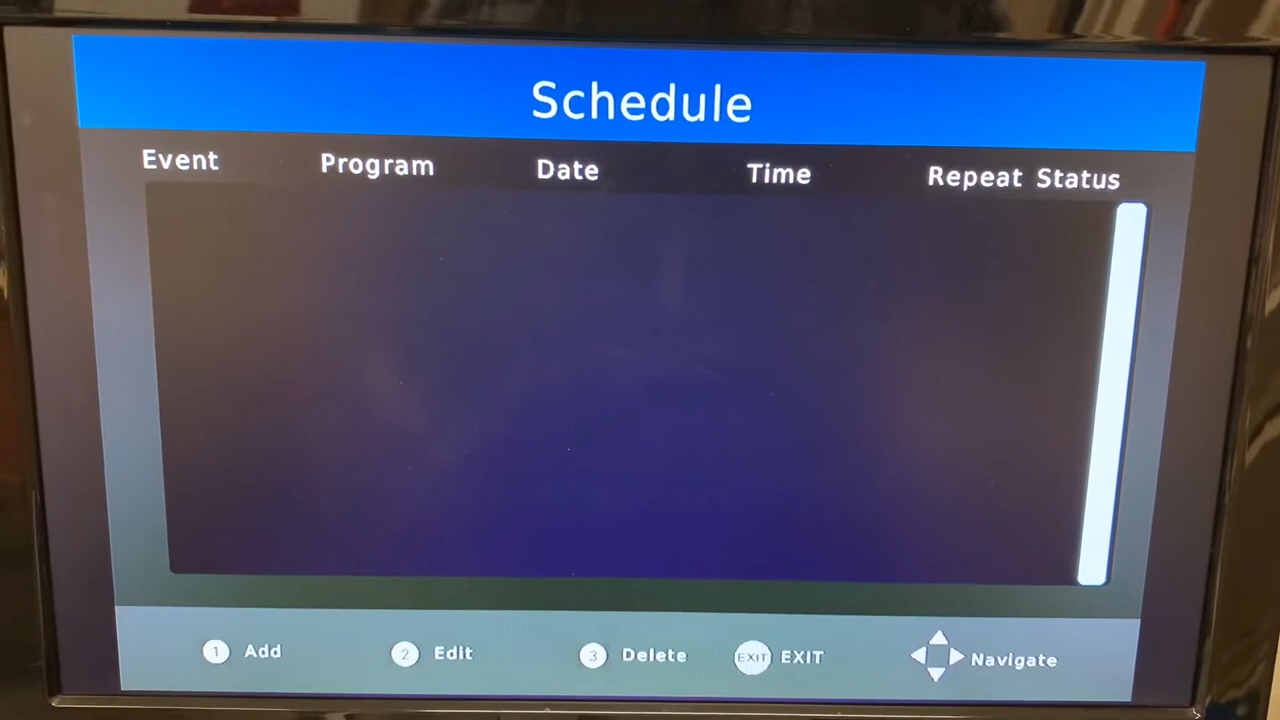 Schedule
Event Program Date Time Repeat Status
1 Add 2 Edit 3 Delete EXIT EXIT Navigate